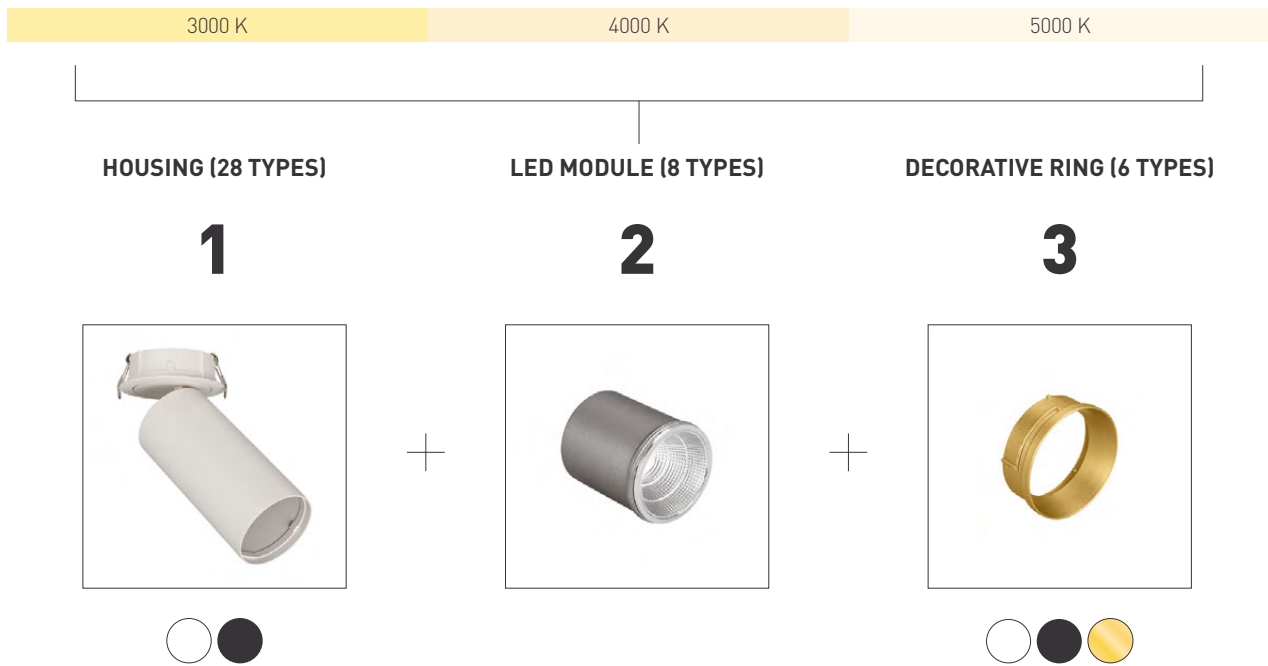 3000 K
4000 K
5000 K
HOUSING (28 TYPES)
LED MODULE (8 TYPES)
DECORATIVE RING (6 TYPES)
1
2
3